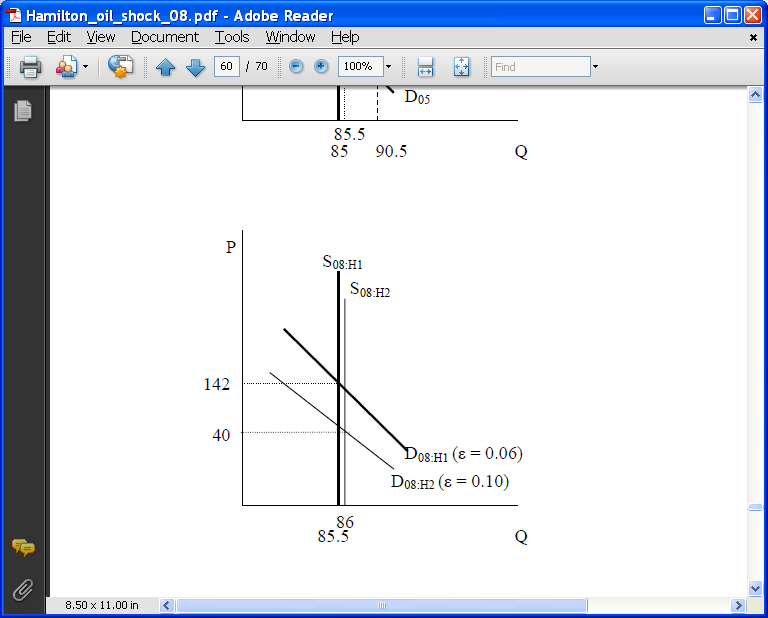 Hamilton_oil_shock_08.pdf - Adobe Reader
File Edit View Document Tools Window Help
60 / 70 100% Find
D05
85.5
85 90.5 Q
P
S08:H1
S08:H2
142
40
D08:H1 (ε = 0.06)
D08:H2 (ε = 0.10)
86
85.5 Q
8.50 x 11.00 in